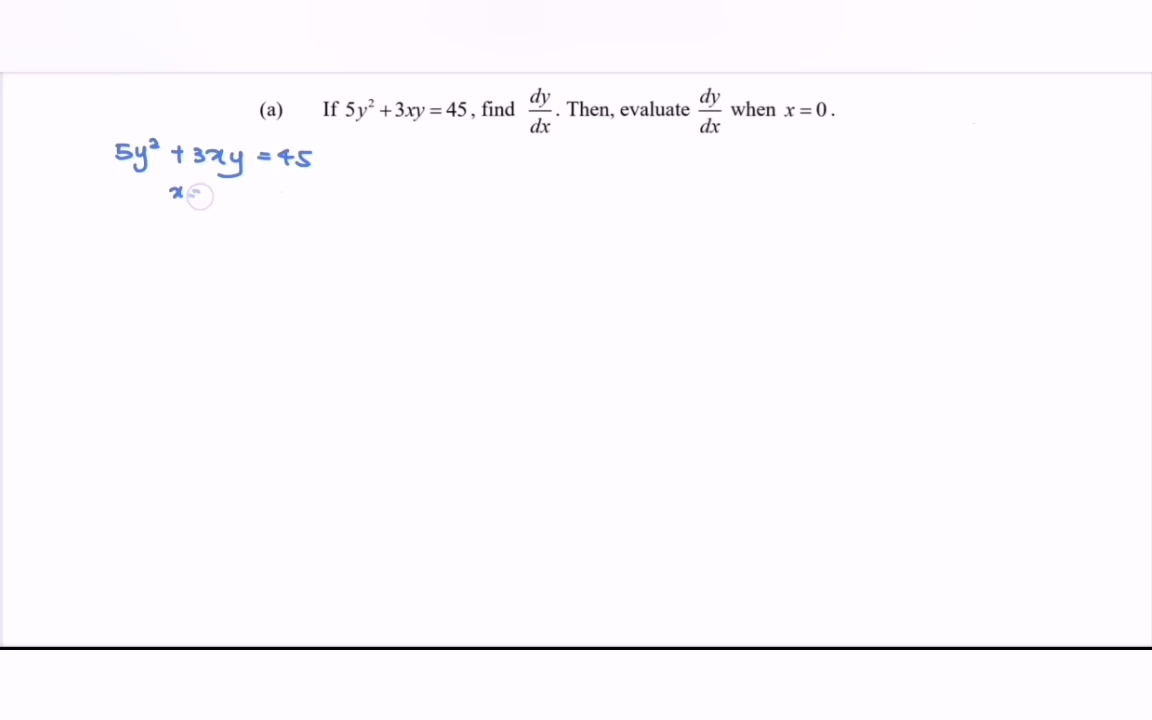 (a) If 5y² + 3xy = 45, find dy/dx. Then, evaluate dy/dx when x = 0.
5y² + 3xy = 45
x =